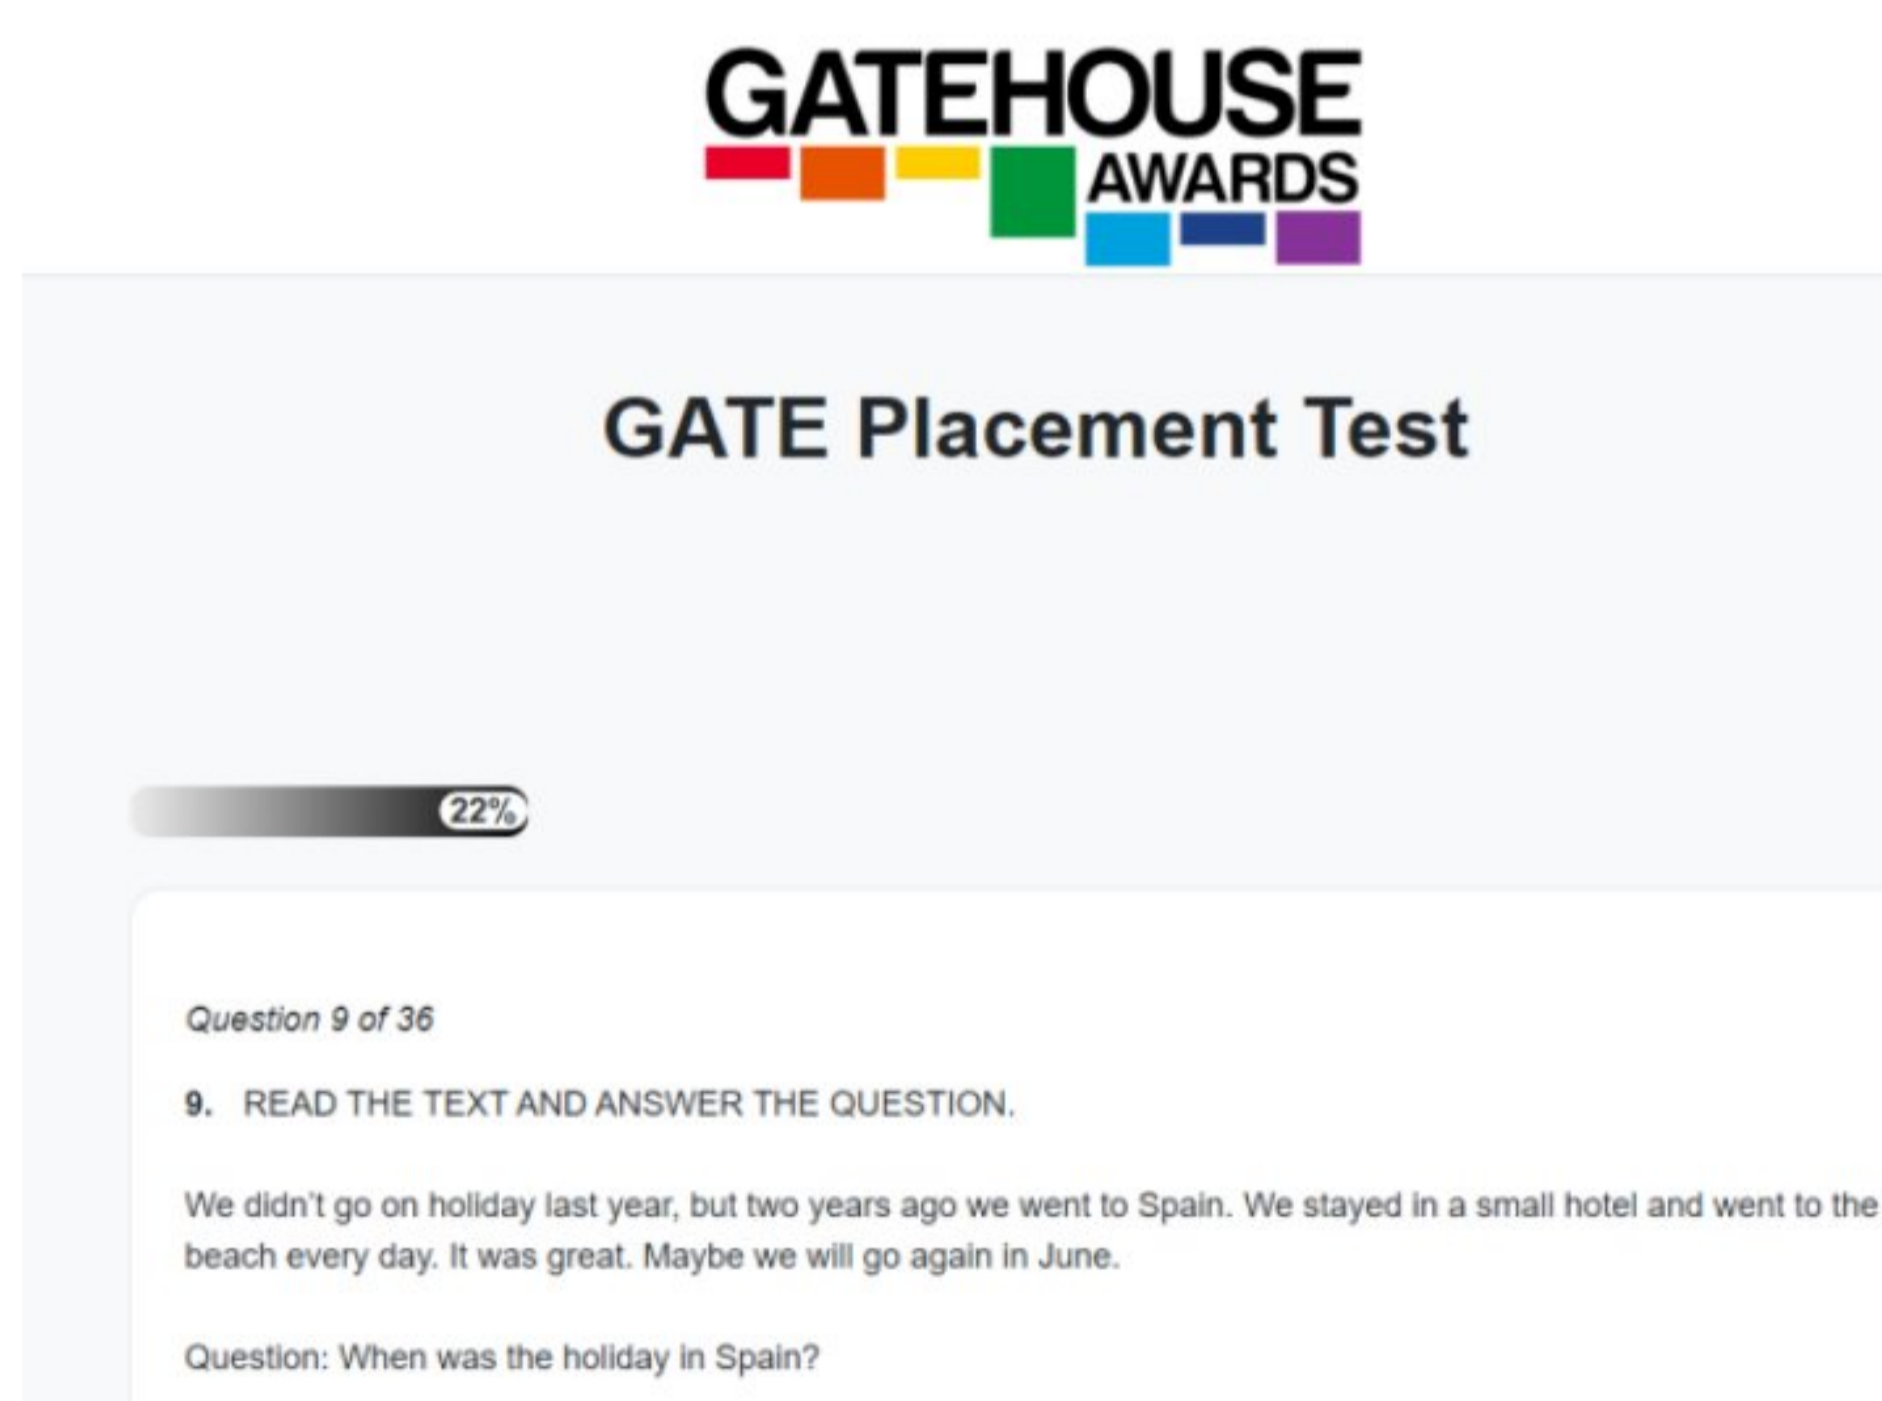 GATEHOUSE
AWARDS
GATE Placement Test
22%
Question 9 of 36
9. READ THE TEXT AND ANSWER THE QUESTION.
We didn't go on holiday last year, but two years ago we went to Spain. We stayed in a small hotel and went to the
beach every day. It was great. Maybe we will go again in June.
Question: When was the holiday in Spain?